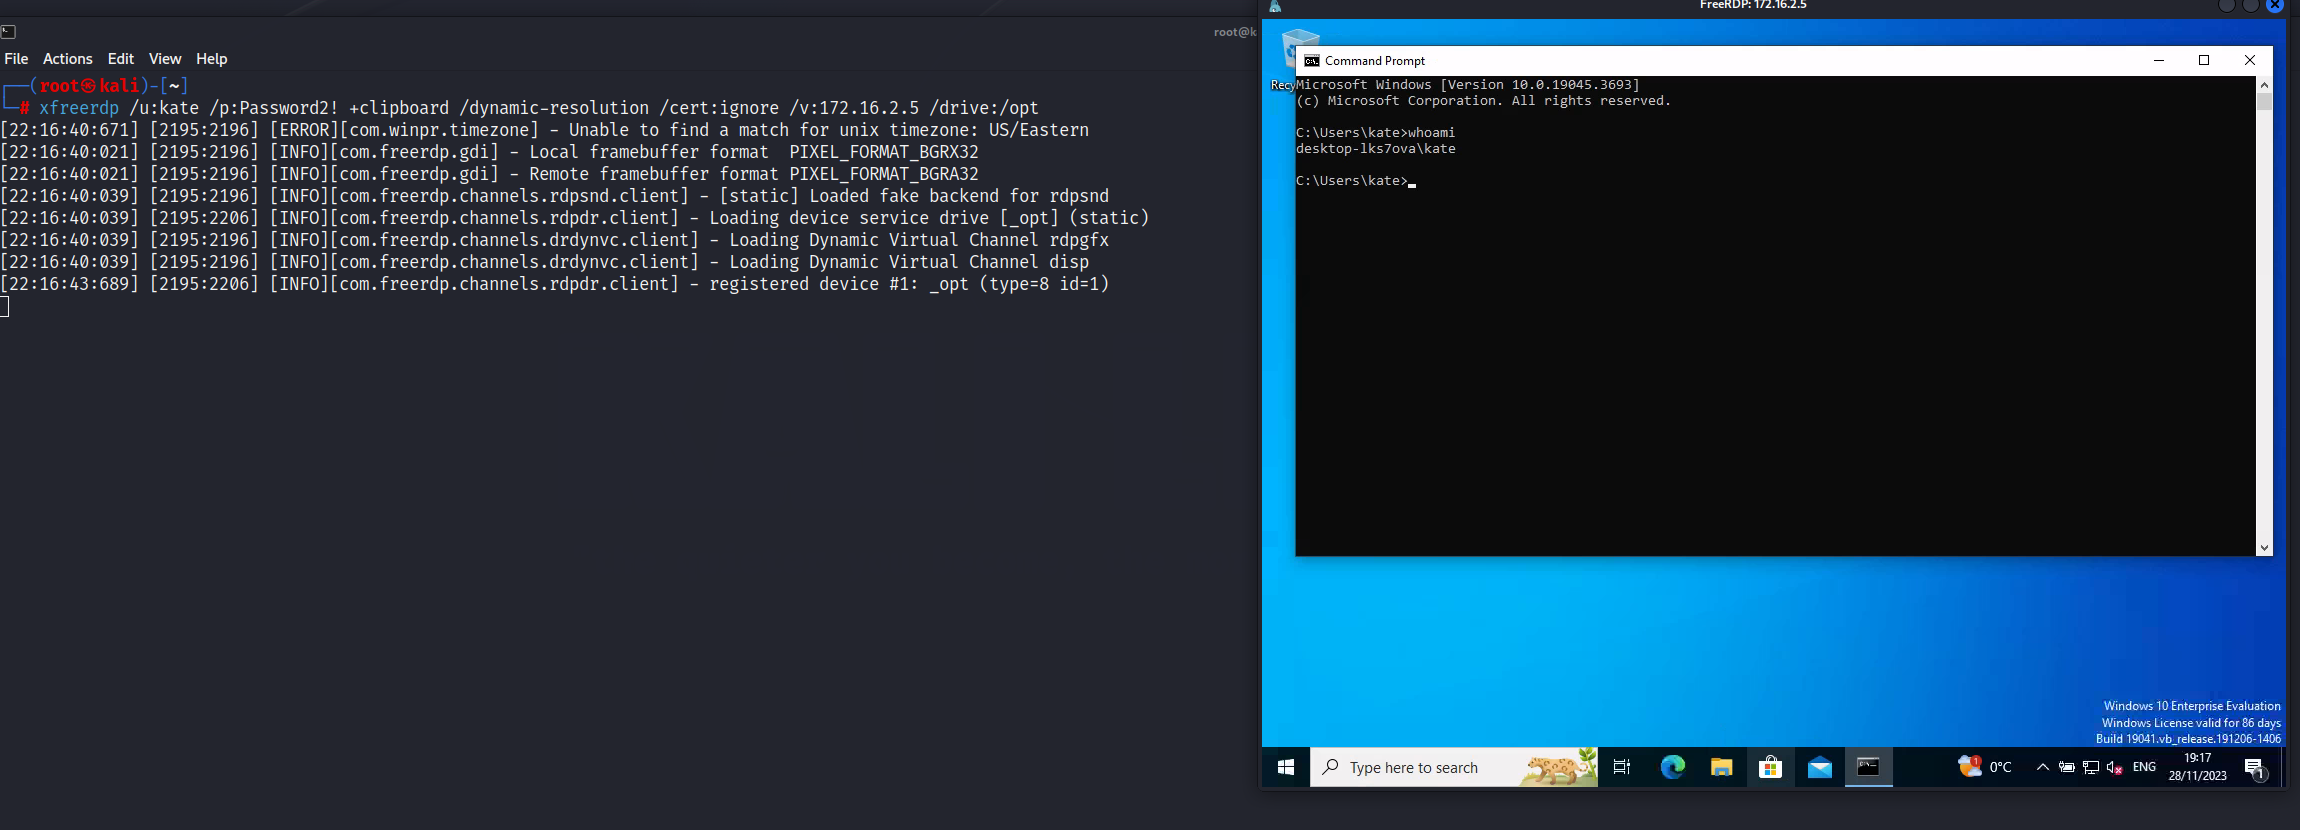 root@k
File Actions Edit View Help
┌──(root㉿kali)-[~]
└─# xfreerdp /u:kate /p:Password2! +clipboard /dynamic-resolution /cert:ignore /v:172.16.2.5 /drive:/opt
[22:16:40:671] [2195:2196] [ERROR][com.winpr.timezone] - Unable to find a match for unix timezone: US/Eastern
[22:16:40:021] [2195:2196] [INFO][com.freerdp.gdi] - Local framebuffer format  PIXEL_FORMAT_BGRX32
[22:16:40:021] [2195:2196] [INFO][com.freerdp.gdi] - Remote framebuffer format PIXEL_FORMAT_BGRA32
[22:16:40:039] [2195:2196] [INFO][com.freerdp.channels.rdpsnd.client] - [static] Loaded fake backend for rdpsnd
[22:16:40:039] [2195:2206] [INFO][com.freerdp.channels.rdpdr.client] - Loading device service drive [_opt] (static)
[22:16:40:039] [2195:2196] [INFO][com.freerdp.channels.drdynvc.client] - Loading Dynamic Virtual Channel rdpgfx
[22:16:40:039] [2195:2196] [INFO][com.freerdp.channels.drdynvc.client] - Loading Dynamic Virtual Channel disp
[22:16:43:689] [2195:2206] [INFO][com.freerdp.channels.rdpdr.client] - registered device #1: _opt (type=8 id=1)
FreeRDP: 172.16.2.5
Recy
Command Prompt
Microsoft Windows [Version 10.0.19045.3693]
(c) Microsoft Corporation. All rights reserved.
C:\Users\kate>whoami
desktop-lks7ova\kate
C:\Users\kate>
Windows 10 Enterprise Evaluation
Windows License valid for 86 days
Build 19041.vb_release.191206-1406
Type here to search
1
0°C
ENG
19:17
28/11/2023
1